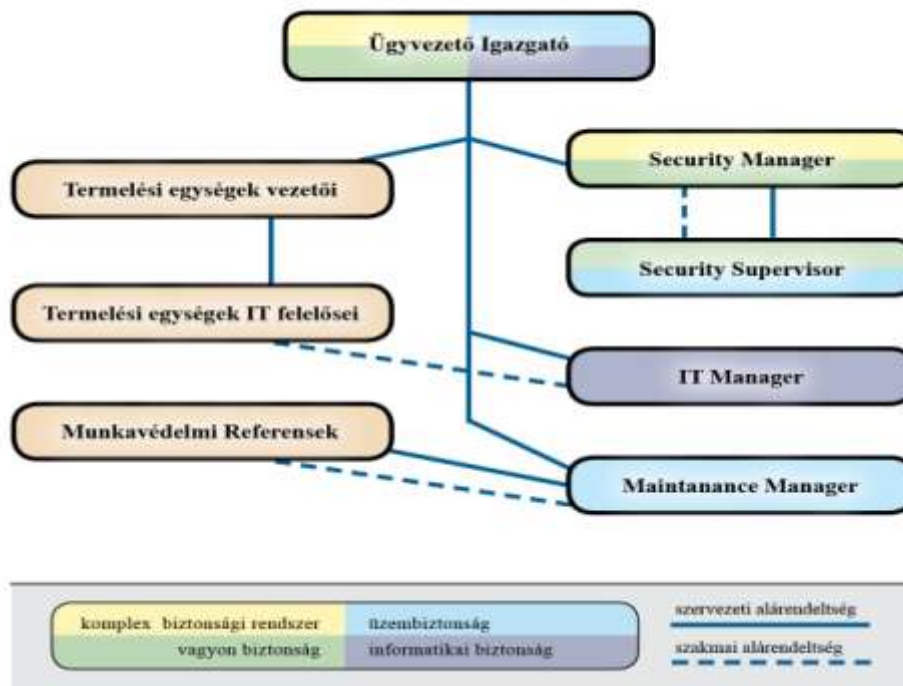 Ügyvezető Igazgató
Security Manager
Termelési egységek vezetői
Security Supervisor
Termelési egységek IT felelősei
IT Manager
Munkavédelmi Referensek
Maintanance Manager
komplex biztonsági rendszer
üzembiztonság
vagyon biztonság
informatikai biztonság
szervezeti alárendeltség
szakmai alárendeltség